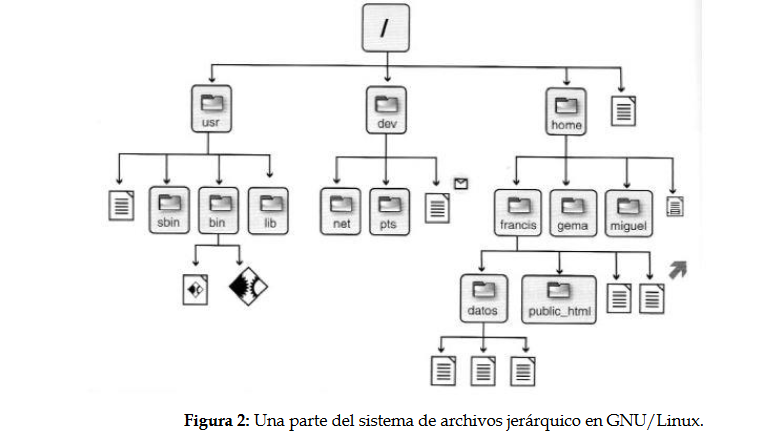 /
usr
dev
home
sbin
bin
lib
net
pts
francis
gema
miguel
datos
public_html
Figura 2: Una parte del sistema de archivos jerárquico en GNU/Linux.